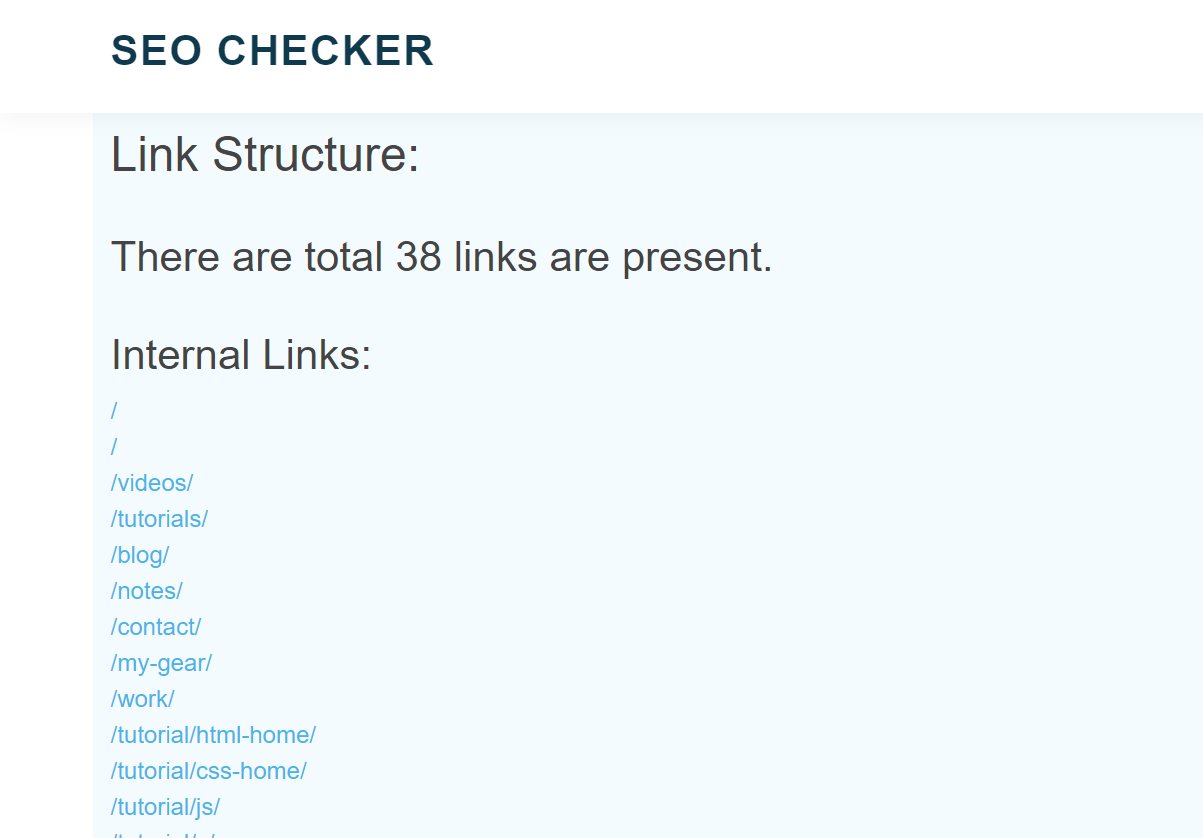 SEO CHECKER
Link Structure:
There are total 38 links are present.
Internal Links:
/
/
/videos/
/tutorials/
/blog/
/notes/
/contact/
/my-gear/
/work/
/tutorial/html-home/
/tutorial/css-home/
/tutorial/js/